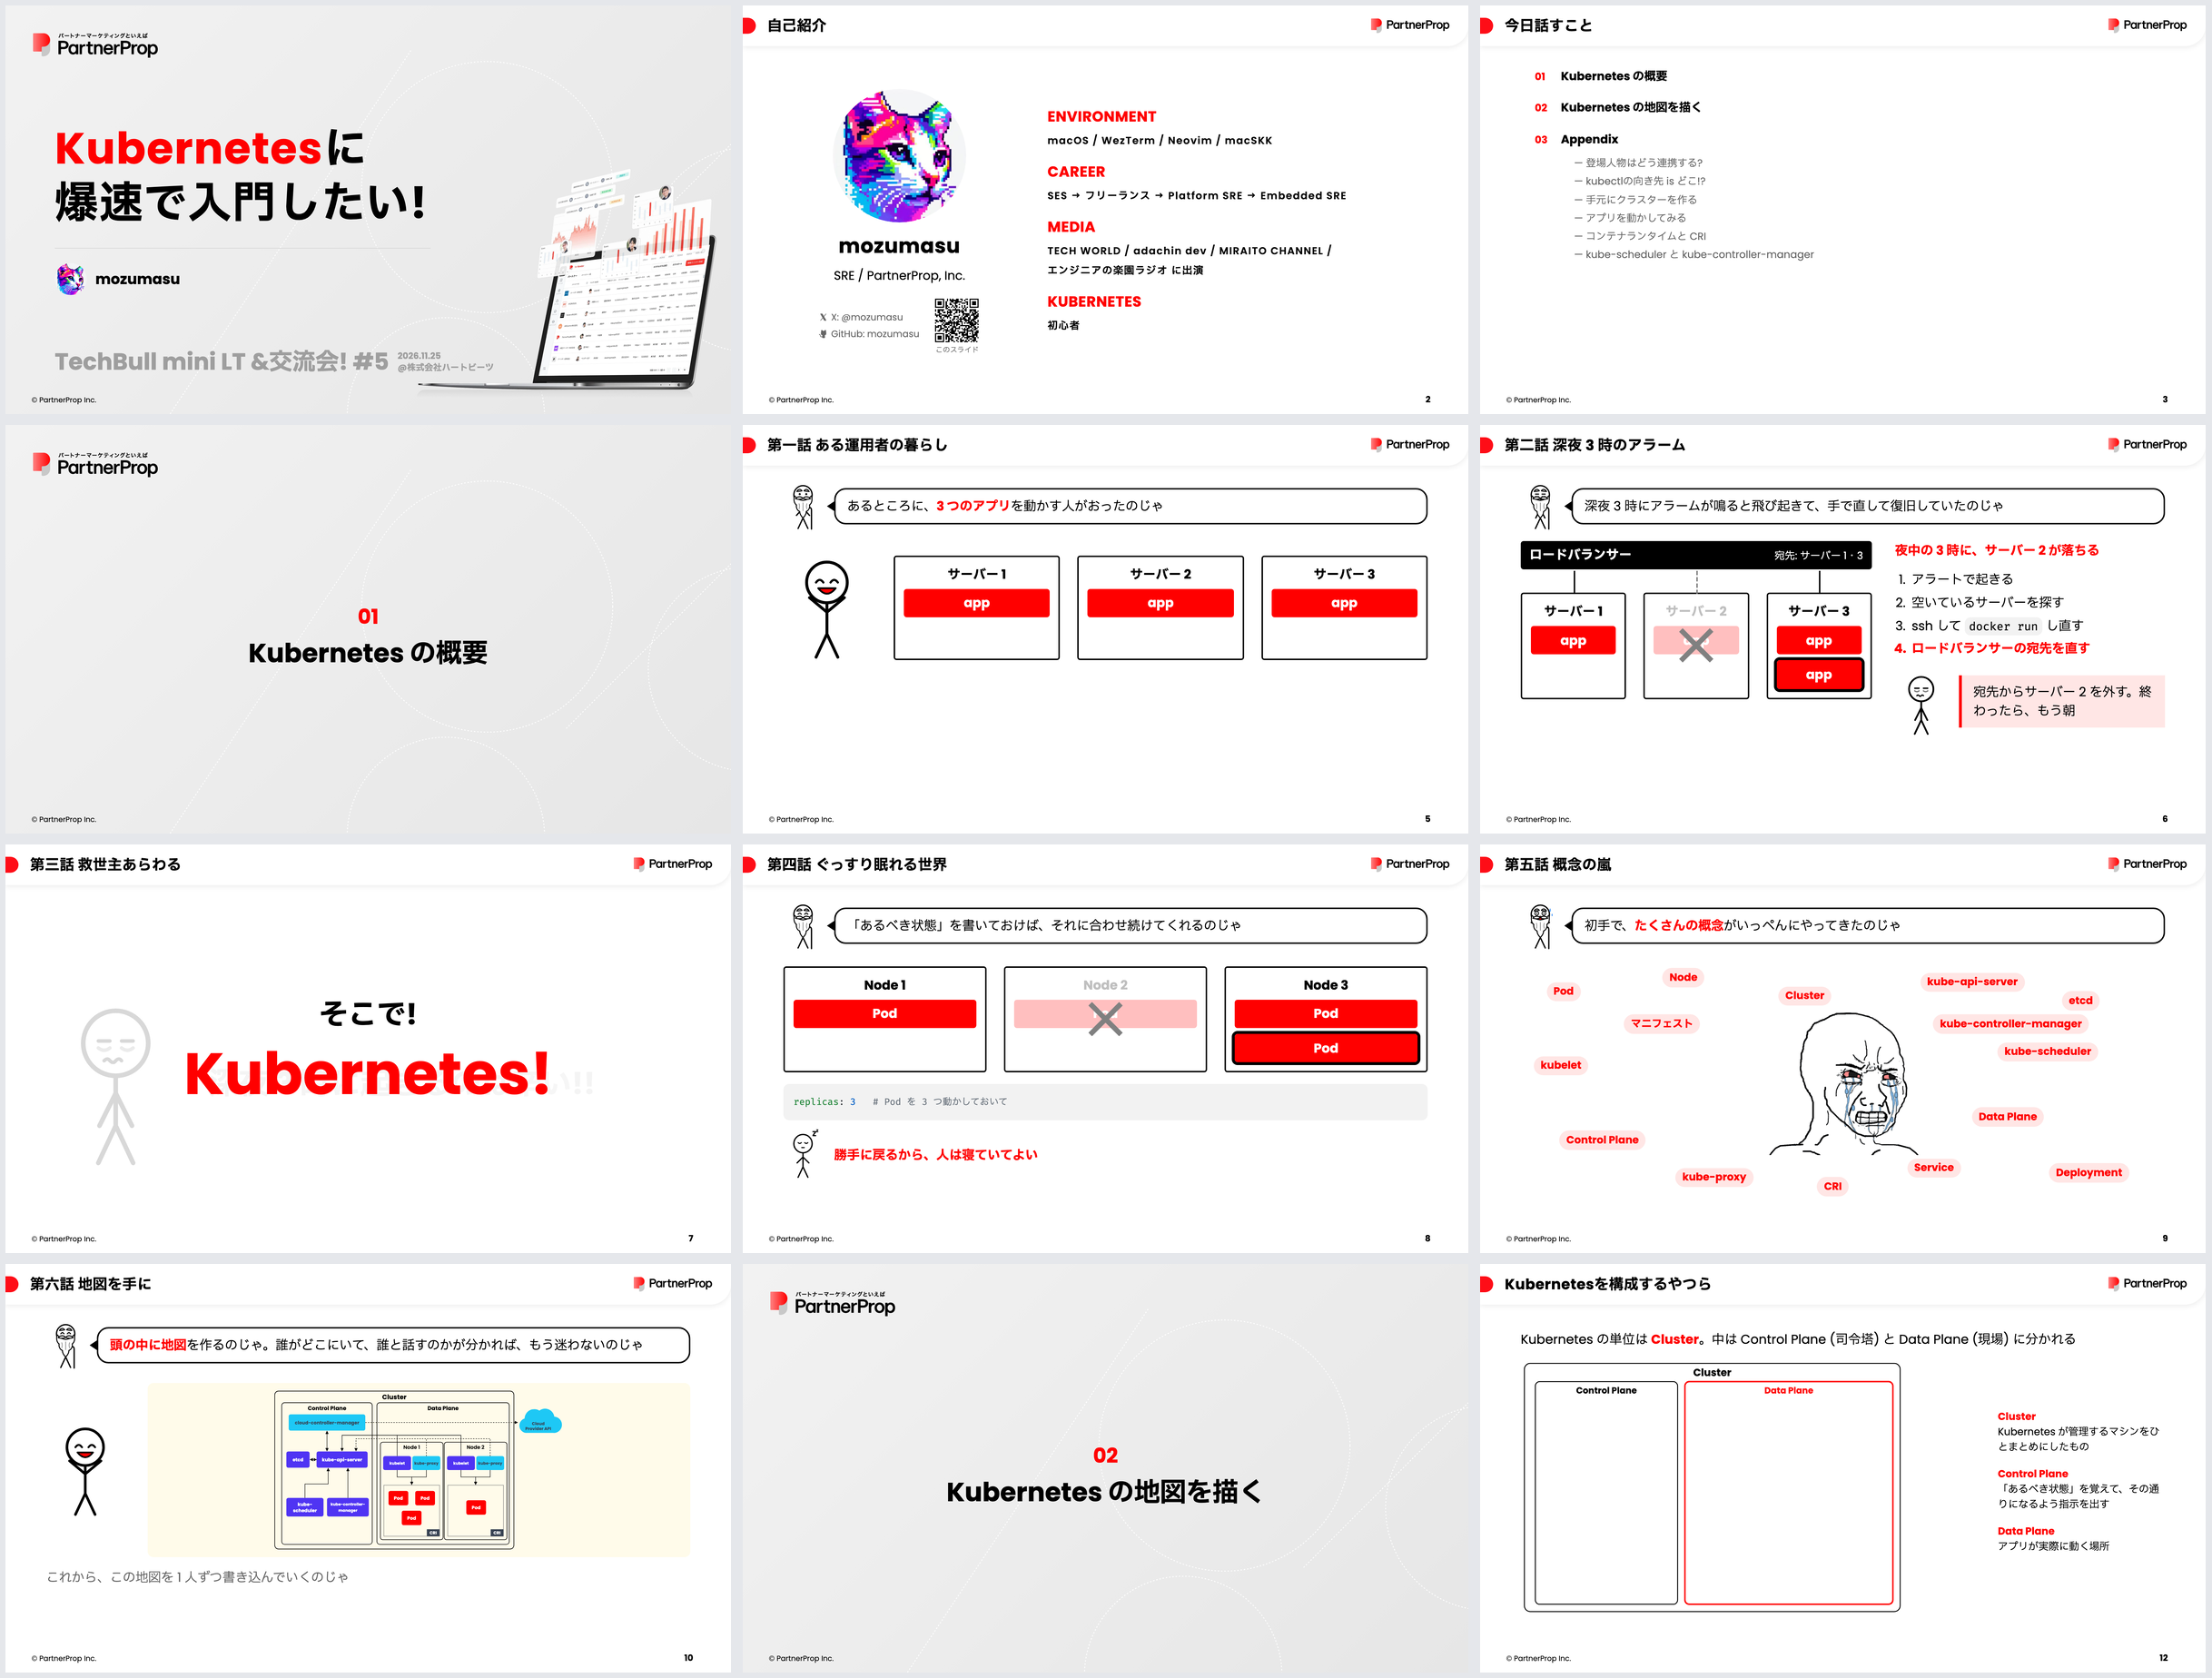 パートナーマーケティングといえば
PartnerProp
Kubernetesに
爆速で入門したい!
mozumasu
TechBull mini LT &交流会! #5
2026.11.25
@株式会社ハートビーツ
© PartnerProp Inc.
自己紹介
PartnerProp
mozumasu
SRE / PartnerProp, Inc.
X: @mozumasu
GitHub: mozumasu
このスライド
ENVIRONMENT
macOS / WezTerm / Neovim / macSKK
CAREER
SES → フリーランス → Platform SRE → Embedded SRE
MEDIA
TECH WORLD / adachin dev / MIRAITO CHANNEL /
エンジニアの楽園ラジオ に出演
KUBERNETES
初心者
© PartnerProp Inc.
2
今日話すこと
PartnerProp
01 Kubernetes の概要
02 Kubernetes の地図を描く
03 Appendix
— 登場人物はどう連携する?
— kubectlの向き先 is どこ!?
— 手元にクラスターを作る
— アプリを動かしてみる
— コンテナランタイムと CRI
— kube-scheduler と kube-controller-manager
© PartnerProp Inc.
3
パートナーマーケティングといえば
PartnerProp
01
Kubernetes の概要
© PartnerProp Inc.
第一話 ある運用者の暮らし
PartnerProp
あるところに、3 つのアプリを動かす人がおったのじゃ
サーバー 1
app
サーバー 2
app
サーバー 3
app
© PartnerProp Inc.
5
第二話 深夜 3 時のアラーム
PartnerProp
深夜 3 時にアラームが鳴ると飛び起きて、手で直して復旧していたのじゃ
ロードバランサー
宛先: サーバー 1 · 3
サーバー 1
app
サーバー 2
サーバー 3
app
app
夜中の 3 時に、サーバー 2 が落ちる
1. アラートで起きる
2. 空いているサーバーを探す
3. ssh して docker run し直す
4. ロードバランサーの宛先を直す
宛先からサーバー 2 を外す。終
わったら、もう朝
© PartnerProp Inc.
6
第三話 救世主あらわる
PartnerProp
そこで!
Kubernetes!
い!!
© PartnerProp Inc.
7
第四話 ぐっすり眠れる世界
PartnerProp
「あるべき状態」を書いておけば、それに合わせ続けてくれるのじゃ
Node 1
Pod
Node 2
Node 3
Pod
Pod
replicas: 3 # Pod を 3 つ動かしておいて
z
勝手に戻るから、人は寝ていてよい
© PartnerProp Inc.
8
第五話 概念の嵐
PartnerProp
初手で、たくさんの概念がいっぺんにやってきたのじゃ
Pod
Node
Cluster
kube-api-server
etcd
マニフェスト
kube-controller-manager
kube-scheduler
kubelet
Data Plane
Control Plane
Service
Deployment
kube-proxy
CRI
© PartnerProp Inc.
9
第六話 地図を手に
PartnerProp
頭の中に地図を作るのじゃ。誰がどこにいて、誰と話すのかが分かれば、もう迷わないのじゃ
Cluster
Control Plane
Data Plane
cloud-controller-manager
Cloud
Provider API
Node 1
Node 2
etcd
kube-api-server
kubelet
kube-proxy
kubelet
kube-proxy
Pod
Pod
Pod
Pod
kube-
scheduler
kube-controller-
manager
CRI
CRI
これから、この地図を 1 人ずつ書き込んでいくのじゃ
© PartnerProp Inc.
10
パートナーマーケティングといえば
PartnerProp
02
Kubernetes の地図を描く
© PartnerProp Inc.
Kubernetesを構成するやつら
PartnerProp
Kubernetes の単位は Cluster。中は Control Plane (司令塔) と Data Plane (現場) に分かれる
Cluster
Control Plane
Data Plane
Cluster
Kubernetes が管理するマシンをひ
とまとめにしたもの
Control Plane
「あるべき状態」を覚えて、その通
りになるよう指示を出す
Data Plane
アプリが実際に動く場所
© PartnerProp Inc.
12